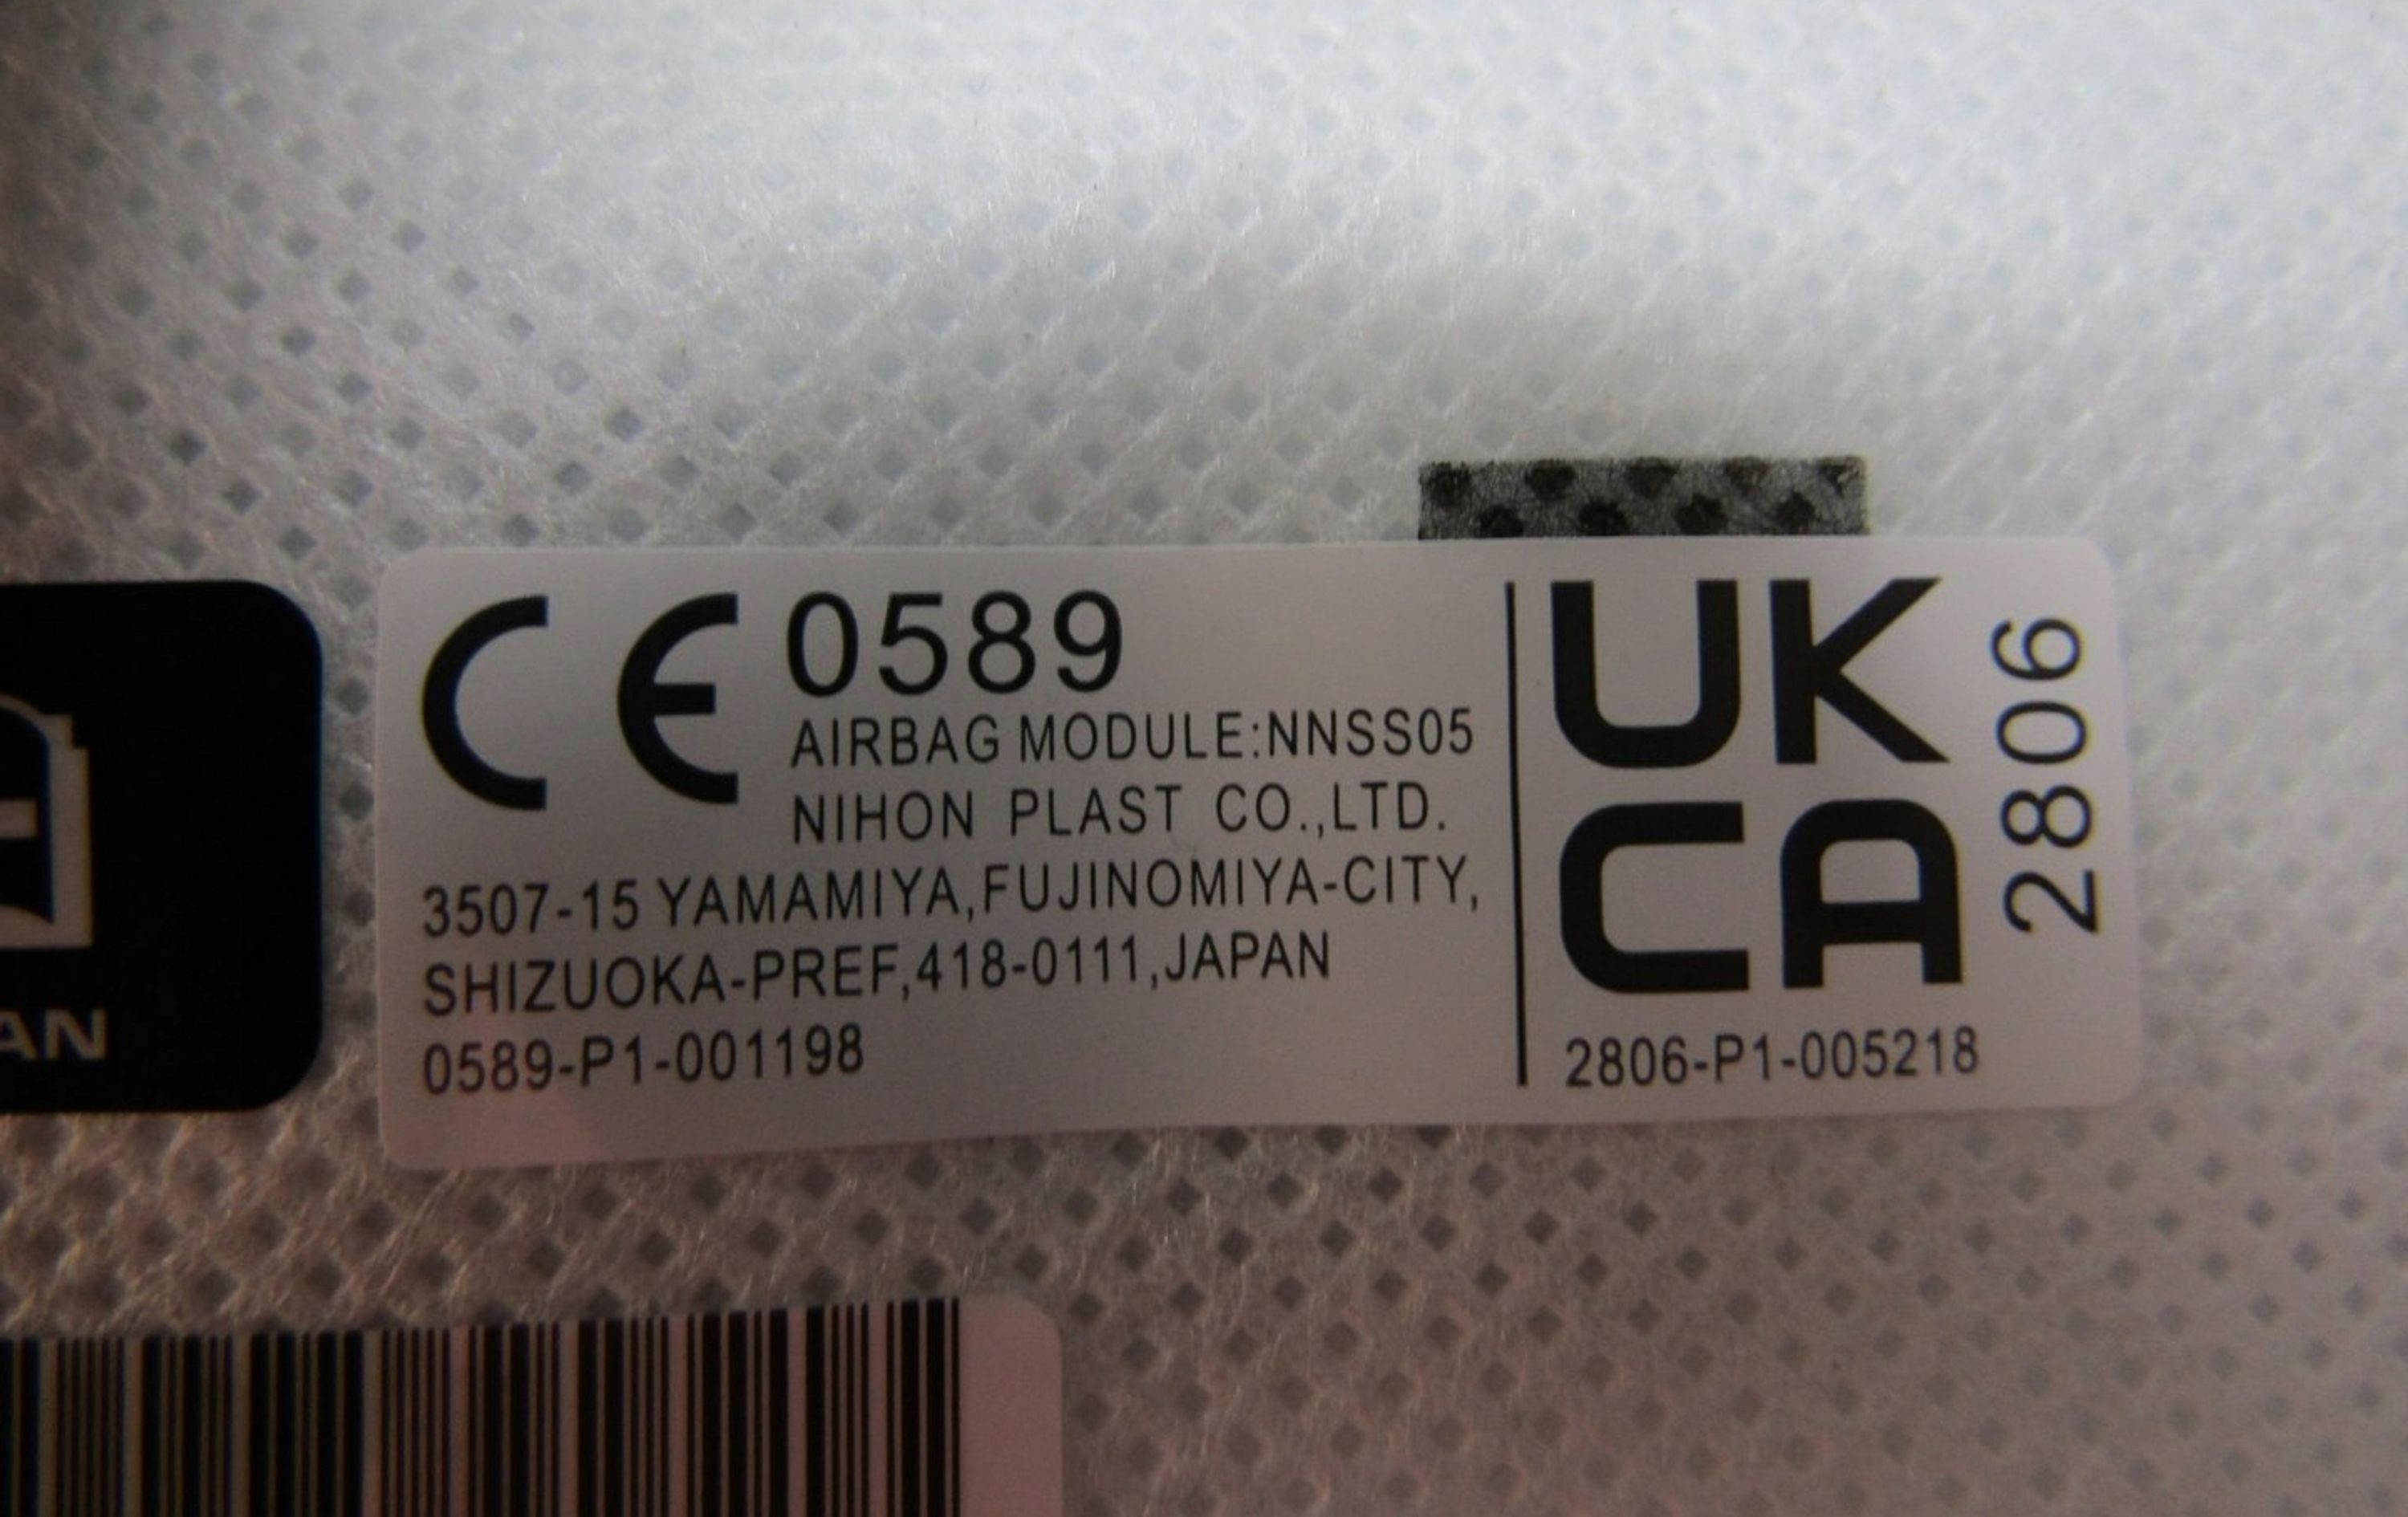 CE 0589
AIRBAG MODULE:NNSS05
NIHON PLAST CO.,LTD.
3507-15 YAMAMIYA,FUJINOMIYA-CITY,
SHIZUOKA-PREF,418-0111,JAPAN
0589-P1-001198
UK
CA
2806
2806-P1-005218
AN